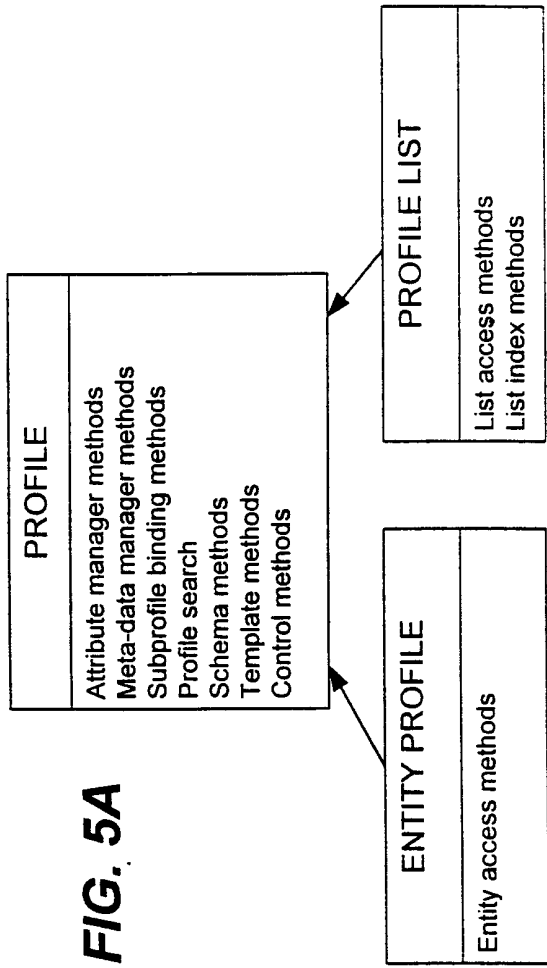 FIG. 5A
PROFILE
Attribute manager methods
Meta-data manager methods
Subprofile binding methods
Profile search
Schema methods
Template methods
Control methods
ENTITY PROFILE
Entity access methods
PROFILE LIST
List access methods
List index methods